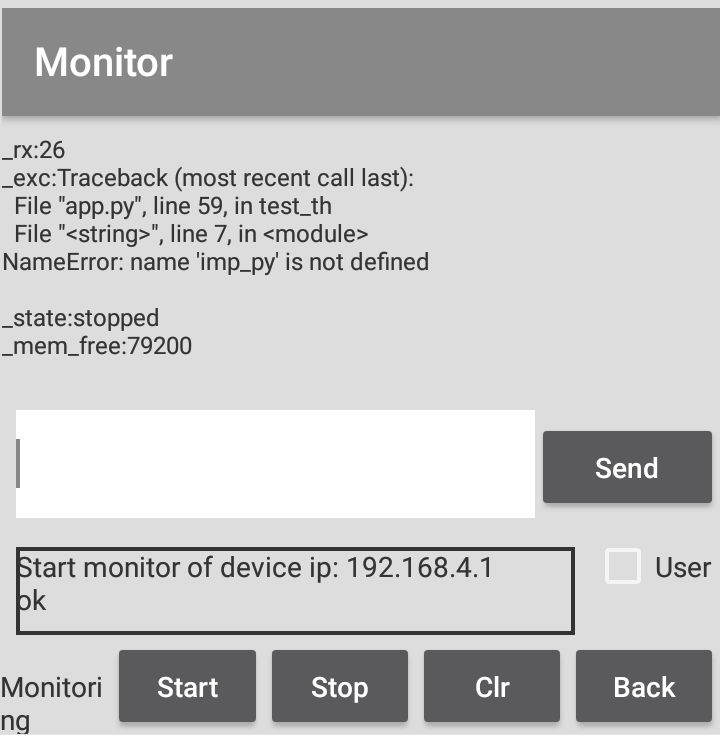 Monitor
_rx:26
_exc:Traceback (most recent call last):
  File "app.py", line 59, in test_th
  File "<string>", line 7, in <module>
NameError: name 'imp_py' is not defined
_state:stopped
_mem_free:79200
Send
Start monitor of device ip: 192.168.4.1
ok
User
Monitori
ng
Start
Stop
Clr
Back